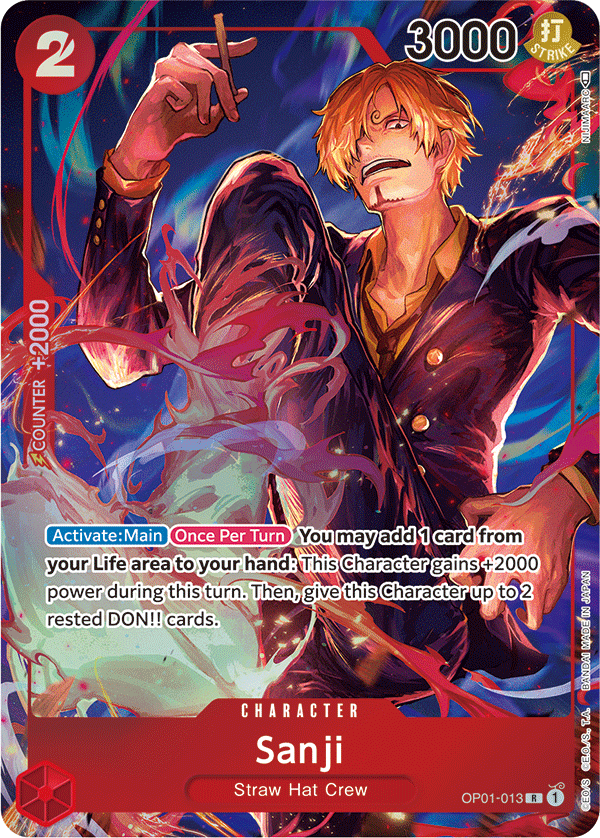 2
3000
打
STRIKE
NIJIMAARC
COUNTER +2000
Activate:Main Once Per Turn You may add 1 card from
your Life area to your hand: This Character gains +2000
power during this turn. Then, give this Character up to 2
rested DON!! cards.
©E.O/S. ©E.O./S., T.A. BANDAI MADE IN JAPAN
CHARACTER
Sanji
Straw Hat Crew
OP01-013 R 1